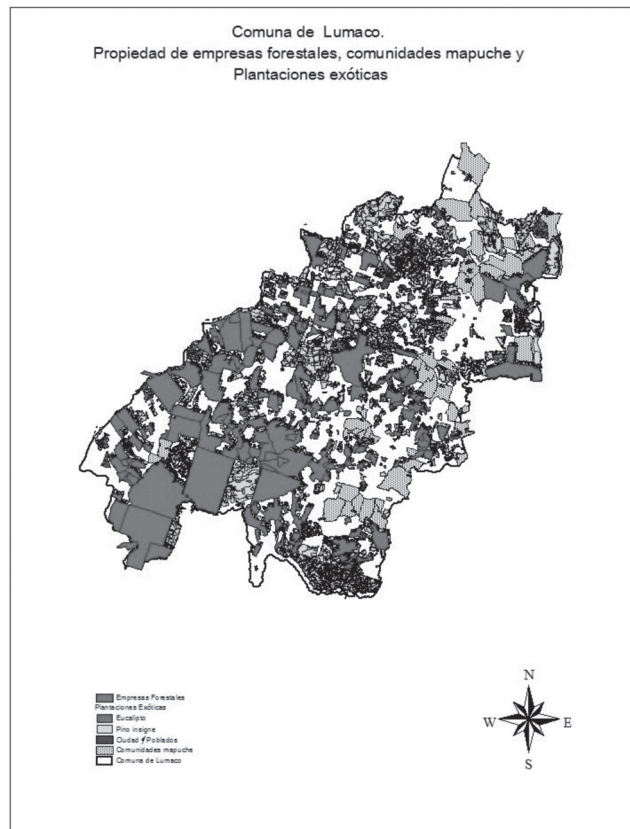 Comuna de Lumaco.
Propiedad de empresas forestales, comunidades mapuche y
Plantaciones exóticas
Empresas Forestales
Plantaciones Exóticas
Eucalipto
Pino insigne
Ciudad / Poblados
Comunidades mapuche
Comuna de Lumaco
N
W E
S